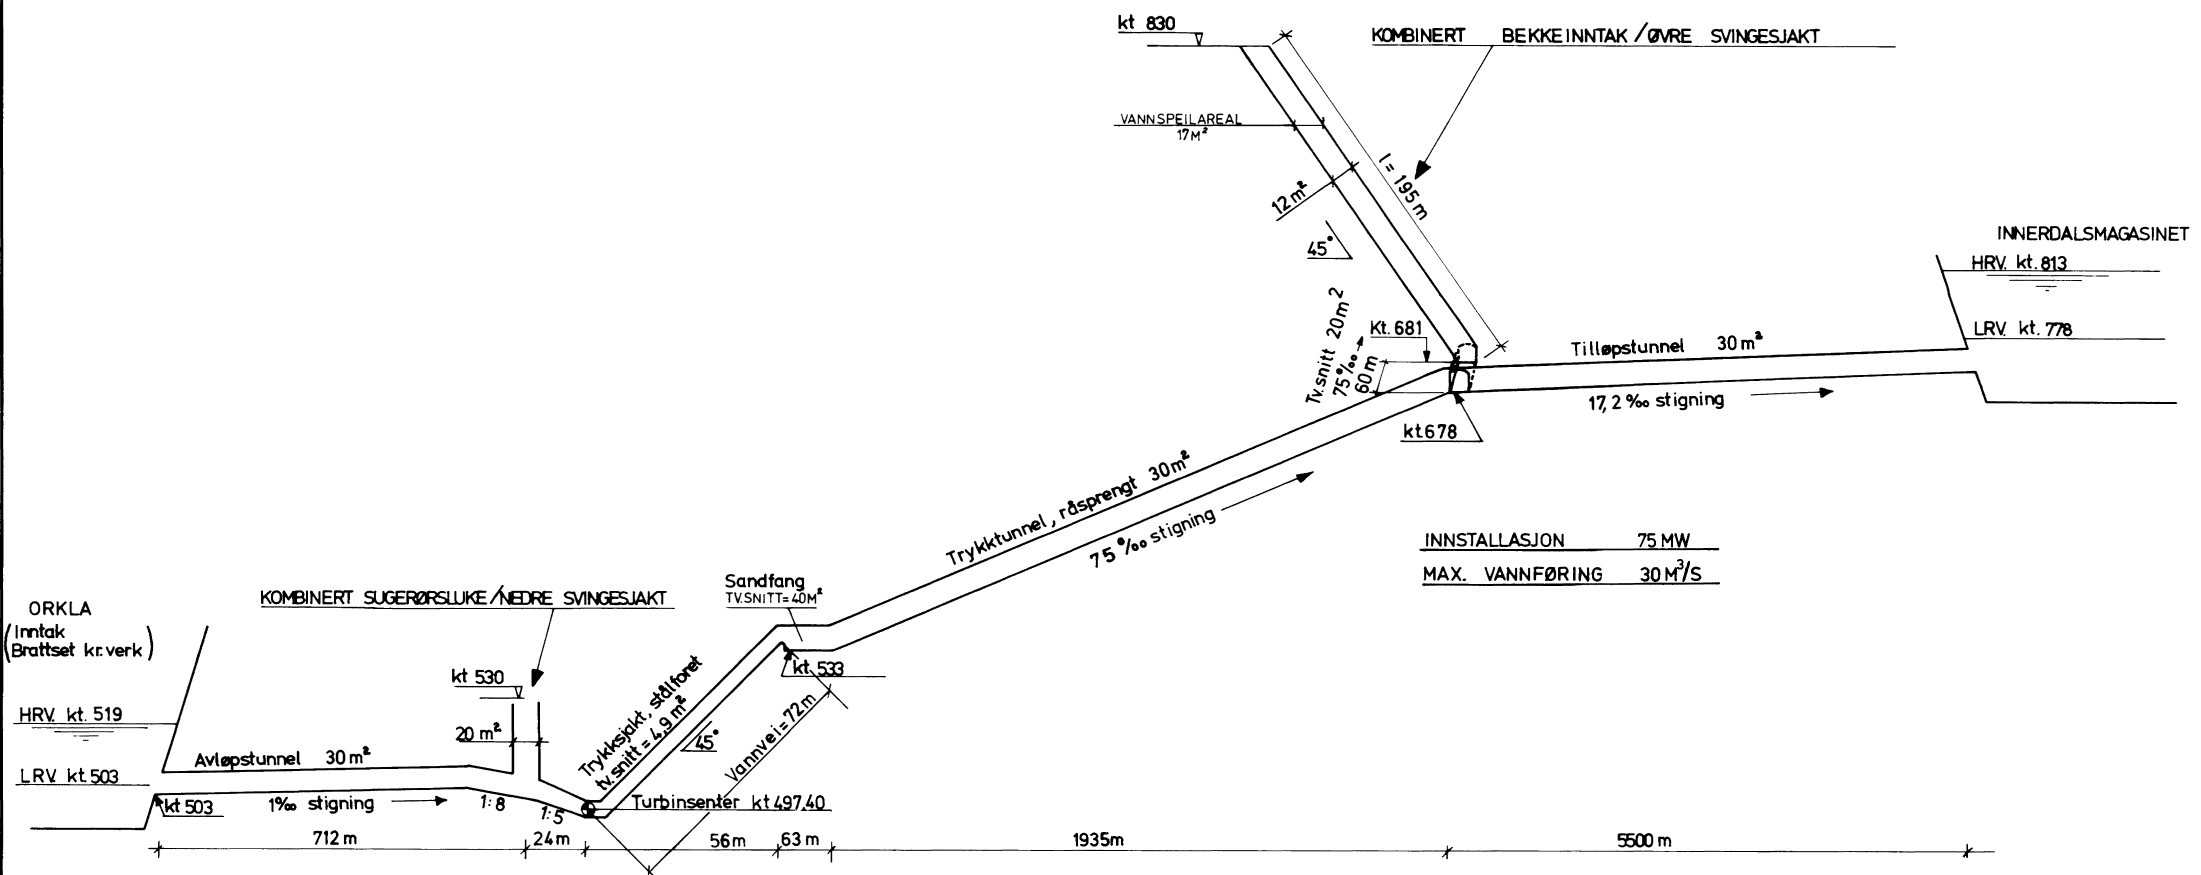 kt 830
KOMBINERT BEKKEINNTAK / ØVRE SVINGESJAKT
VANNSPEILAREAL
17M²
l = 195 m
12 m²
45°
INNERDALSMAGASINET
HRV. kt. 813
LRV. kt. 778
Tv.snitt 20m²
75‰
60 m
Kt. 681
Tilløpstunnel 30 m²
17,2 ‰ stigning
kt.678
Trykktunnel, råsprengt 30m²
75 ‰ stigning
INNSTALLASJON 75 MW
MAX. VANNFØRING 30 M³/S
Sandfang
TV.SNITT= 40M²
KOMBINERT SUGERØRSLUKE/NEDRE SVINGESJAKT
ORKLA
(Inntak
Brattset kr.verk)
kt. 533
kt 530
Trykksjakt, stålforet
tv. snitt = 4,9 m²
45°
Vannvei = 72m
HRV. kt. 519
20 m²
Avløpstunnel 30 m²
LRV. kt 503
kt 503
1‰ stigning
1:8
1:5
Turbinsenter kt 497,40
712 m
24 m
56 m
63 m
1935m
5500 m